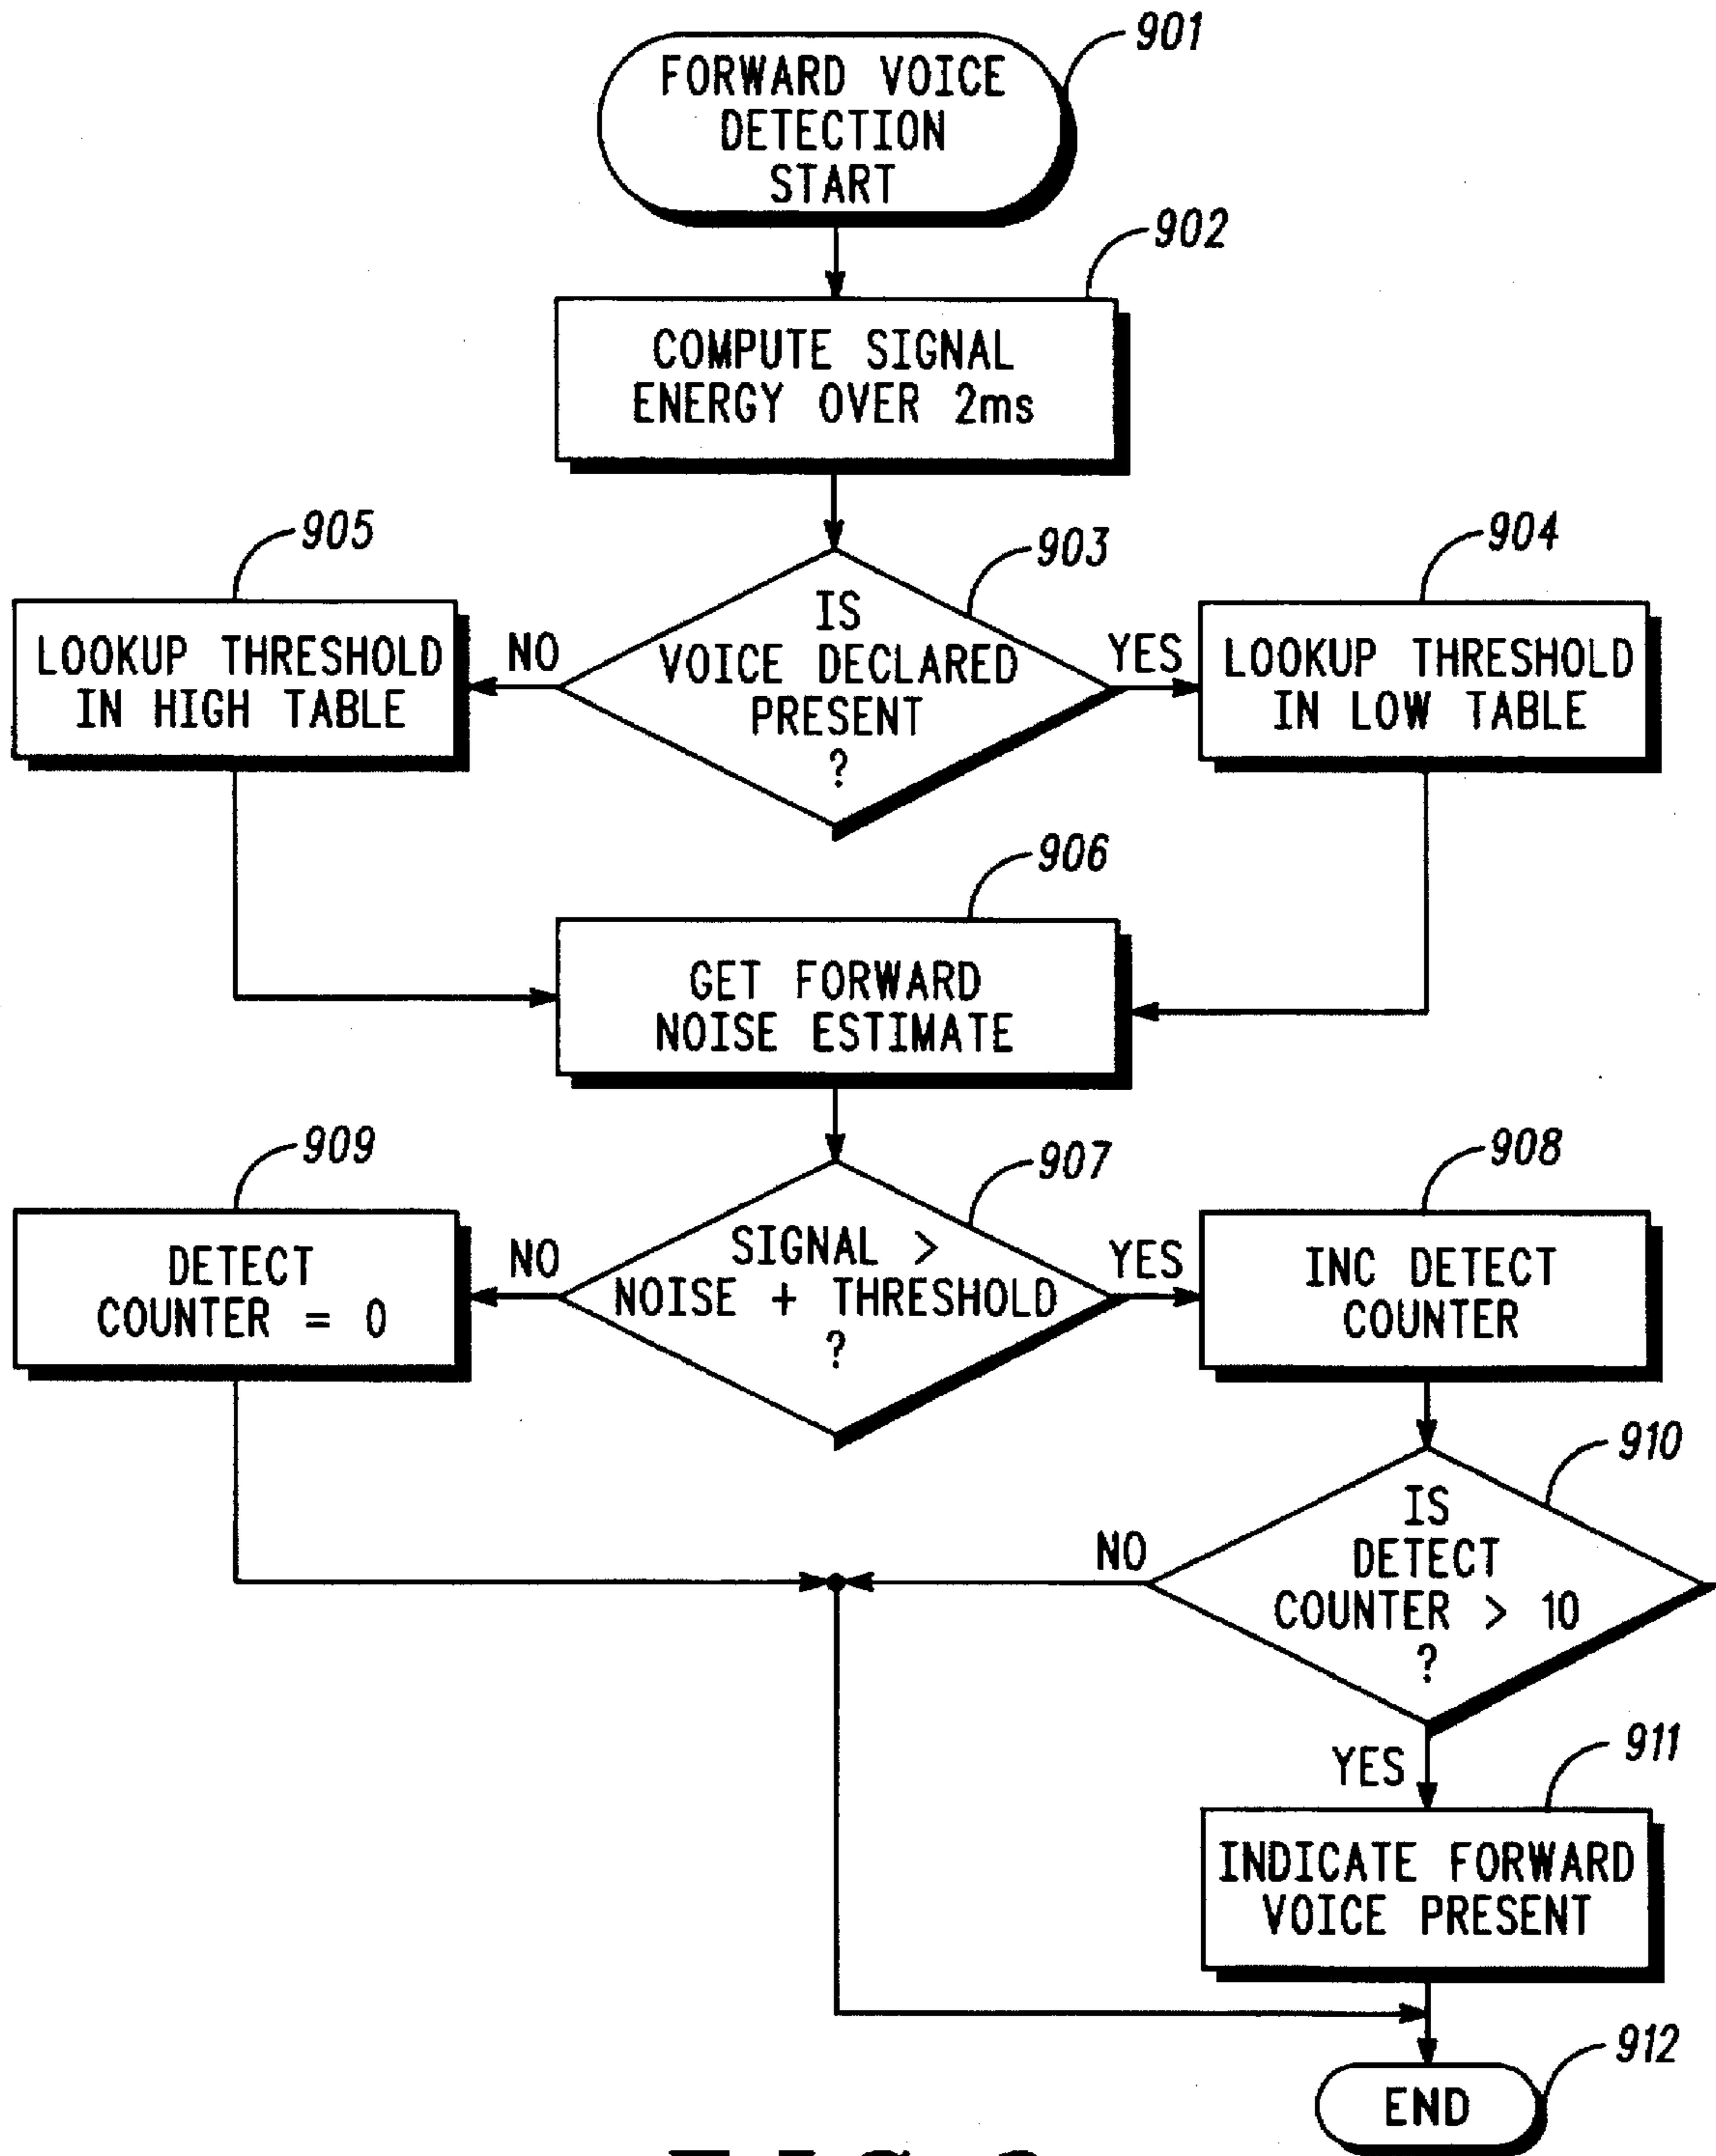 901
FORWARD VOICE
DETECTION
START
902
COMPUTE SIGNAL
ENERGY OVER 2ms
905
903
904
LOOKUP THRESHOLD
IN HIGH TABLE
NO
IS
VOICE DECLARED
PRESENT
?
YES
LOOKUP THRESHOLD
IN LOW TABLE
906
GET FORWARD
NOISE ESTIMATE
909
907
908
DETECT
COUNTER = 0
NO
SIGNAL >
NOISE + THRESHOLD
?
YES
INC DETECT
COUNTER
910
NO
IS
DETECT
COUNTER > 10
?
YES
911
INDICATE FORWARD
VOICE PRESENT
912
END